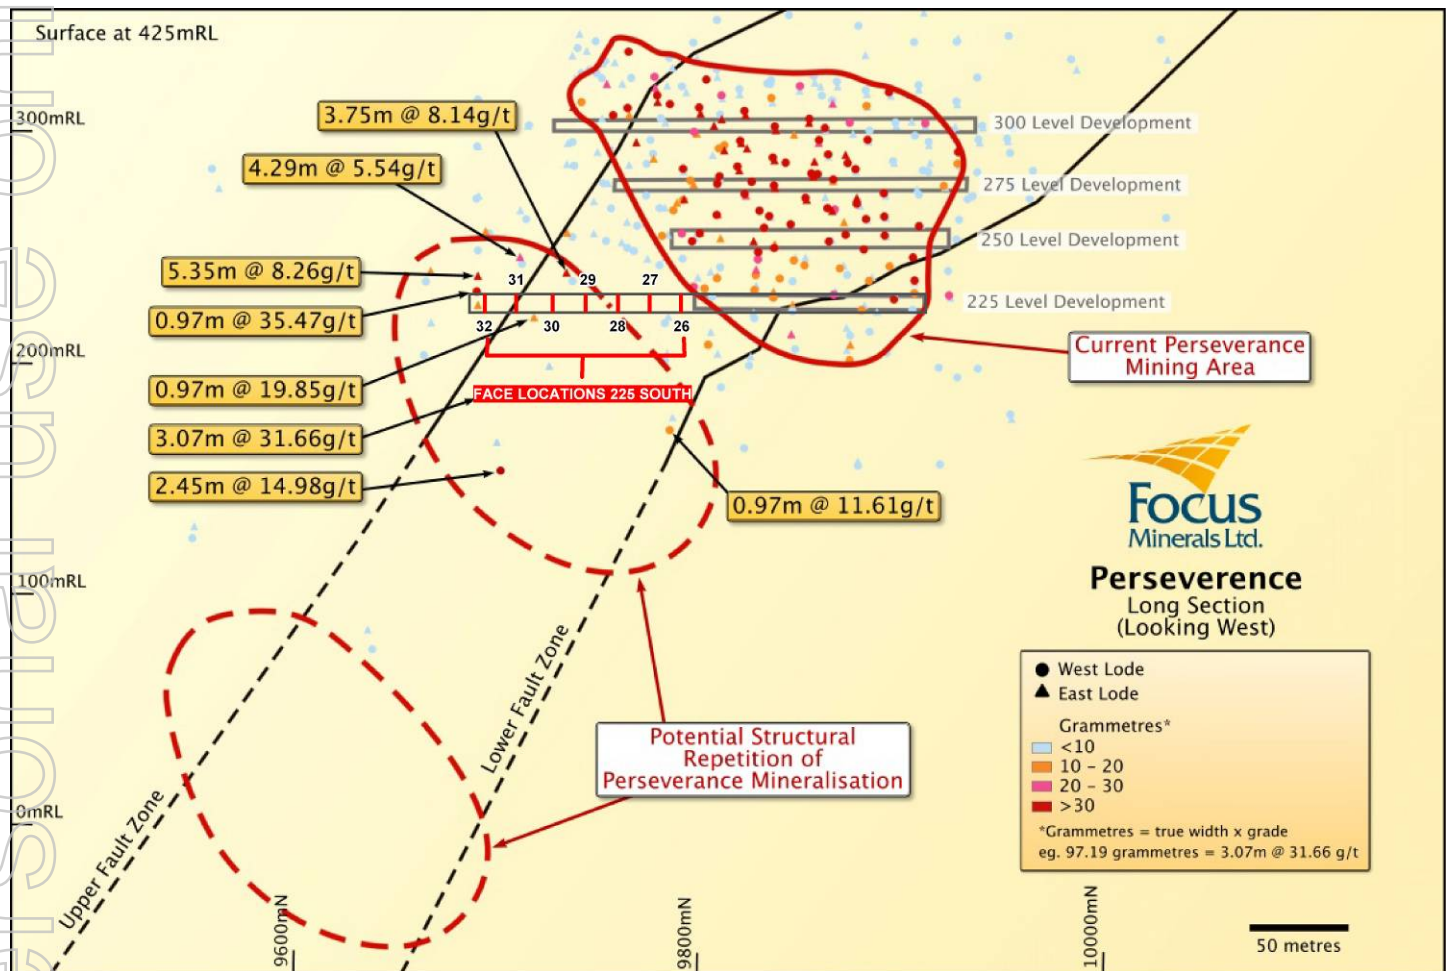 Surface at 425mRL
300mRL
200mRL
100mRL
0mRL
3.75m @ 8.14g/t
4.29m @ 5.54g/t
5.35m @ 8.26g/t
0.97m @ 35.47g/t
0.97m @ 19.85g/t
3.07m @ 31.66g/t
2.45m @ 14.98g/t
0.97m @ 11.61g/t
31 29 27
32 30 28 26
FACE LOCATIONS 225 SOUTH
300 Level Development
275 Level Development
250 Level Development
225 Level Development
Current Perseverance
Mining Area
Potential Structural
Repetition of
Perseverance Mineralisation
Upper Fault Zone
Lower Fault Zone
9600mN
9800mN
10000mN
Focus
Minerals Ltd.
Perseverence
Long Section
(Looking West)
West Lode
East Lode
Grammetres*
<10
10 - 20
20 - 30
>30
*Grammetres = true width x grade
eg. 97.19 grammetres = 3.07m @ 31.66 g/t
50 metres
ersonal use on